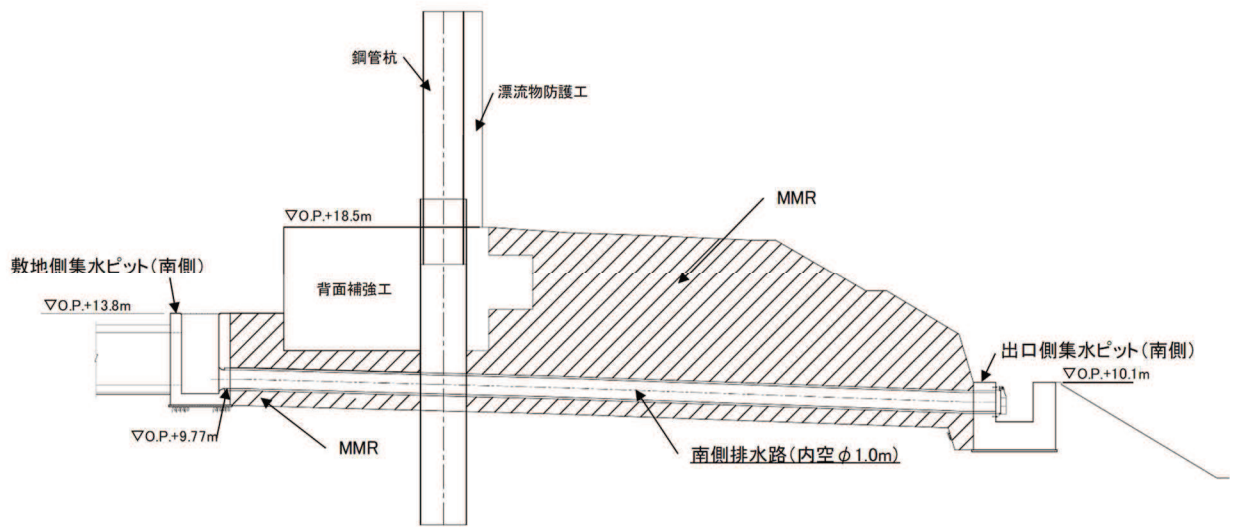 鋼管杭
漂流物防護工
MMR
▽O.P.+18.5m
敷地側集水ピット(南側)
背面補強工
▽O.P.+13.8m
出口側集水ピット(南側)
▽O.P.+10.1m
▽O.P.+9.77m
MMR
南側排水路(内空φ1.0m)